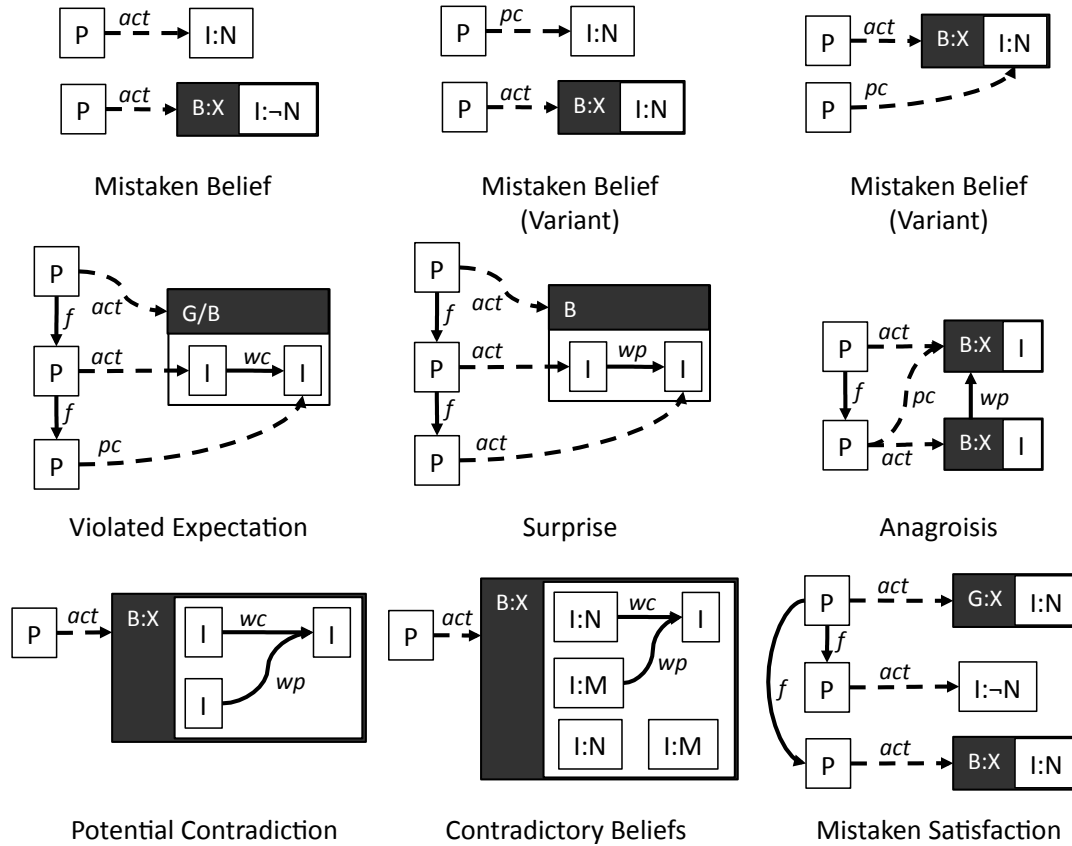 P act I:N
P act B:X I:¬N
Mistaken Belief
P pc I:N
P act B:X I:N
Mistaken Belief
(Variant)
P act B:X I:N
P pc
Mistaken Belief
(Variant)
P act G/B
f
P act I wc I
f
P pc
Violated Expectation
P act B
f
P act I wp I
f
P act
Surprise
P act B:X I
f pc wp
P act B:X I
Anagroisis
P act B:X I wc I
I wp
Potential Contradiction
P act B:X I:N wc I
I:M wp
I:N I:M
Contradictory Beliefs
P act G:X I:N
f
P act I:¬N
f
P act B:X I:N
Mistaken Satisfaction